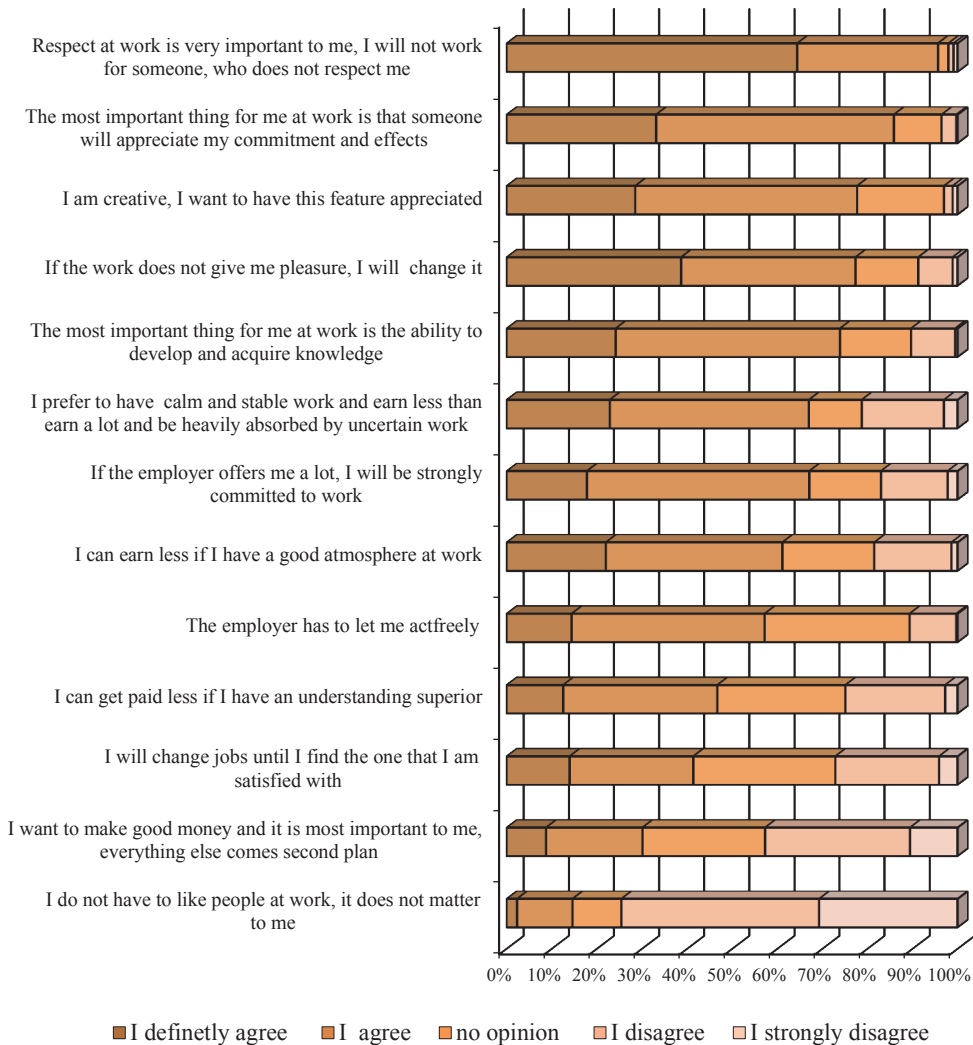 Respect at work is very important to me, I will not work
for someone, who does not respect me
The most important thing for me at work is that someone
will appreciate my commitment and effects
I am creative, I want to have this feature appreciated
If the work does not give me pleasure, I will change it
The most important thing for me at work is the ability to
develop and acquire knowledge
I prefer to have calm and stable work and earn less than
earn a lot and be heavily absorbed by uncertain work
If the employer offers me a lot, I will be strongly
committed to work
I can earn less if I have a good atmosphere at work
The employer has to let me actfreely
I can get paid less if I have an understanding superior
I will change jobs until I find the one that I am
satisfied with
I want to make good money and it is most important to me,
everything else comes second plan
I do not have to like people at work, it does not matter
to me
0% 10% 20% 30% 40% 50% 60% 70% 80% 90% 100%
I definetly agree I agree no opinion I disagree I strongly disagree